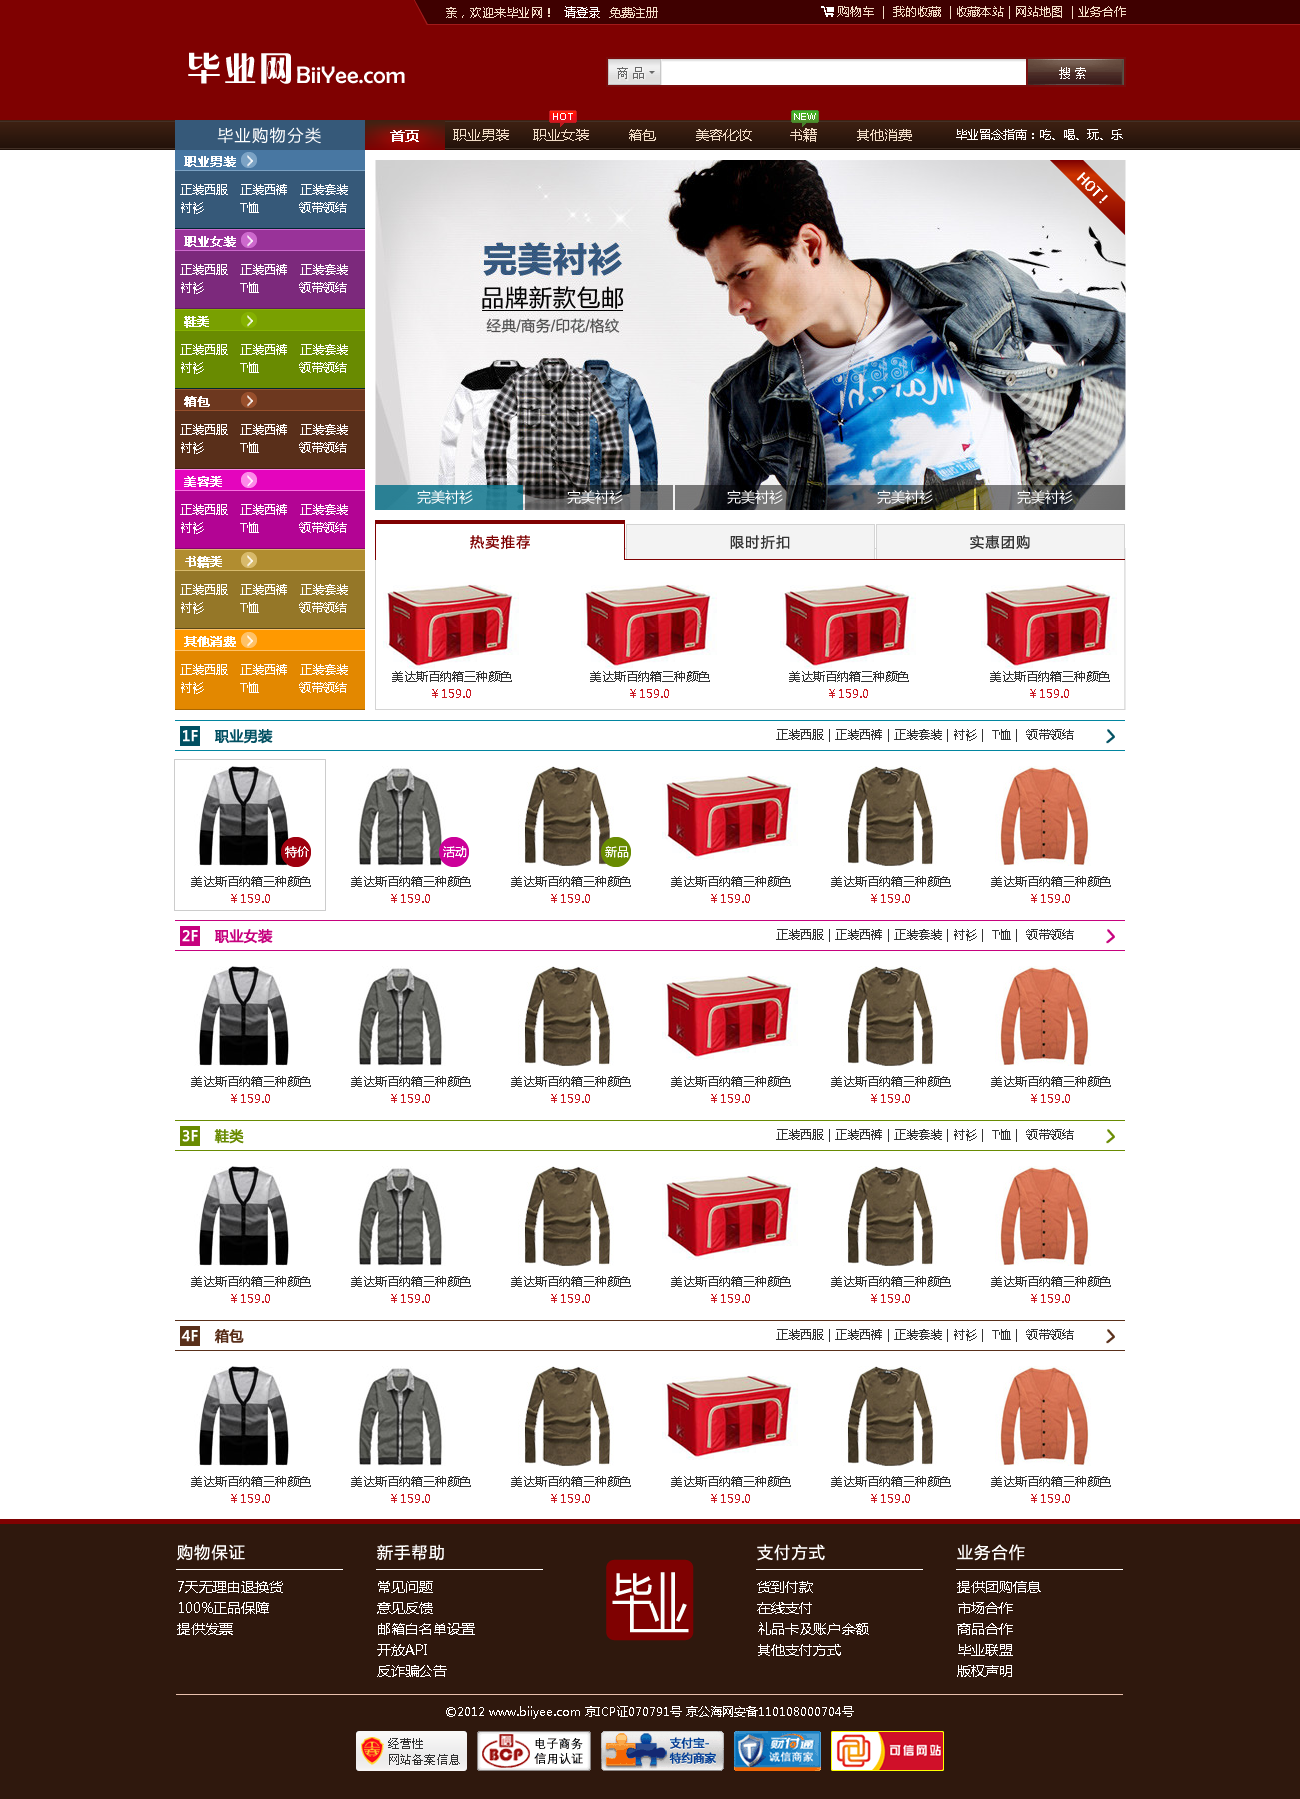 亲，欢迎来毕业网！ 请登录 免费注册
购物车 | 我的收藏 | 收藏本站 | 网站地图 | 业务合作
毕业网BiiYee.com
商 品
搜 索
HOT
NEW
毕业购物分类
首页 职业男装 职业女装 箱包 美容化妆 书籍 其他消费 毕业留念指南：吃、喝、玩、乐
职业男装
正装西服 正装西裤 正装套装
衬衫 T恤 领带领结
职业女装
正装西服 正装西裤 正装套装
衬衫 T恤 领带领结
鞋类
正装西服 正装西裤 正装套装
衬衫 T恤 领带领结
箱包
正装西服 正装西裤 正装套装
衬衫 T恤 领带领结
美容类
正装西服 正装西裤 正装套装
衬衫 T恤 领带领结
书籍类
正装西服 正装西裤 正装套装
衬衫 T恤 领带领结
其他消费
正装西服 正装西裤 正装套装
衬衫 T恤 领带领结
HOT!
完美衬衫
品牌新款包邮
经典/商务/印花/格纹
March
完美衬衫 完美衬衫 完美衬衫 完美衬衫 完美衬衫
热卖推荐 限时折扣 实惠团购
美达斯百纳箱三种颜色 美达斯百纳箱三种颜色 美达斯百纳箱三种颜色 美达斯百纳箱三种颜色
￥159.0 ￥159.0 ￥159.0 ￥159.0
1F 职业男装 正装西服 | 正装西裤 | 正装套装 | 衬衫 | T恤 | 领带领结
特价 活动 新品
美达斯百纳箱三种颜色 美达斯百纳箱三种颜色 美达斯百纳箱三种颜色 美达斯百纳箱三种颜色 美达斯百纳箱三种颜色 美达斯百纳箱三种颜色
￥159.0 ￥159.0 ￥159.0 ￥159.0 ￥159.0 ￥159.0
2F 职业女装 正装西服 | 正装西裤 | 正装套装 | 衬衫 | T恤 | 领带领结
美达斯百纳箱三种颜色 美达斯百纳箱三种颜色 美达斯百纳箱三种颜色 美达斯百纳箱三种颜色 美达斯百纳箱三种颜色 美达斯百纳箱三种颜色
￥159.0 ￥159.0 ￥159.0 ￥159.0 ￥159.0 ￥159.0
3F 鞋类 正装西服 | 正装西裤 | 正装套装 | 衬衫 | T恤 | 领带领结
美达斯百纳箱三种颜色 美达斯百纳箱三种颜色 美达斯百纳箱三种颜色 美达斯百纳箱三种颜色 美达斯百纳箱三种颜色 美达斯百纳箱三种颜色
￥159.0 ￥159.0 ￥159.0 ￥159.0 ￥159.0 ￥159.0
4F 箱包 正装西服 | 正装西裤 | 正装套装 | 衬衫 | T恤 | 领带领结
美达斯百纳箱三种颜色 美达斯百纳箱三种颜色 美达斯百纳箱三种颜色 美达斯百纳箱三种颜色 美达斯百纳箱三种颜色 美达斯百纳箱三种颜色
￥159.0 ￥159.0 ￥159.0 ￥159.0 ￥159.0 ￥159.0
购物保证
7天无理由退换货
100%正品保障
提供发票
新手帮助
常见问题
意见反馈
邮箱白名单设置
开放API
反诈骗公告
毕业
支付方式
货到付款
在线支付
礼品卡及账户余额
其他支付方式
业务合作
提供团购信息
市场合作
商品合作
毕业联盟
版权声明
©2012 www.biiyee.com 京ICP证070791号 京公海网安备110108000704号
经营性
网站备案信息
BCP
电子商务
信用认证
支付宝-
特约商家
财付通
诚信商家
可信网站